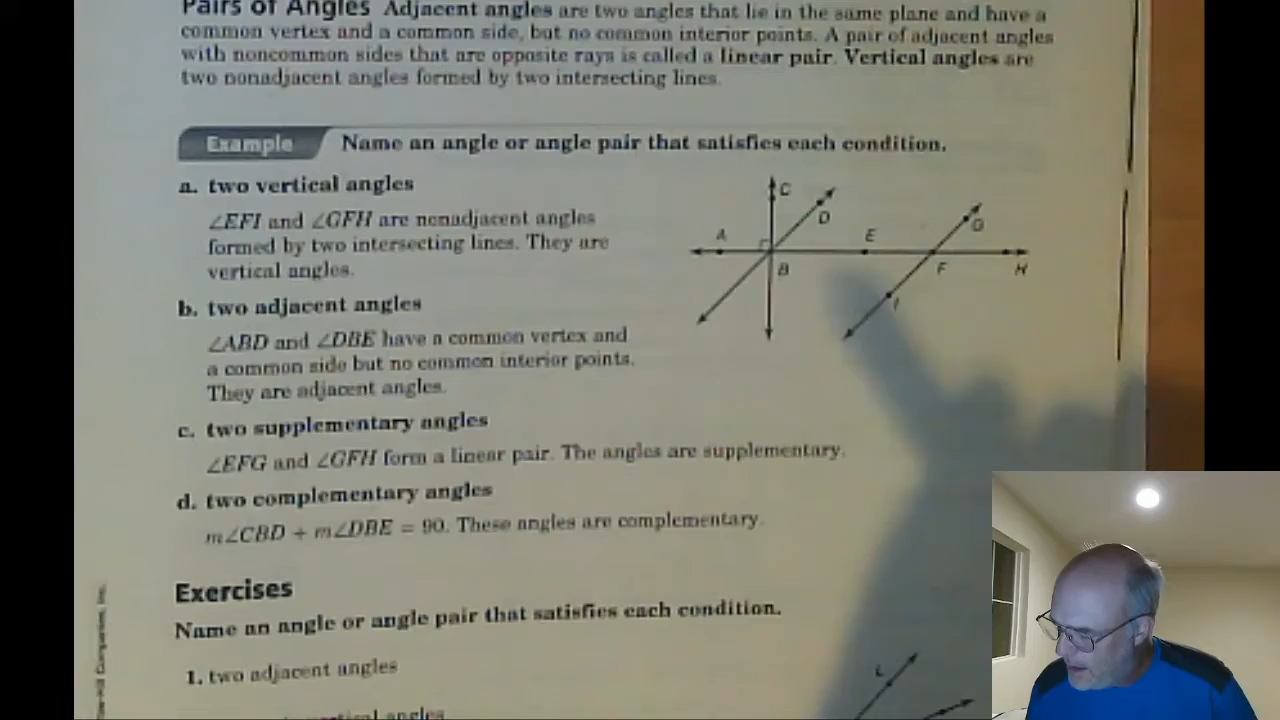 Pairs of Angles Adjacent angles are two angles that lie in the same plane and have a
common vertex and a common side, but no common interior points. A pair of adjacent angles
with noncommon sides that are opposite rays is called a linear pair. Vertical angles are
two nonadjacent angles formed by two intersecting lines.
Example Name an angle or angle pair that satisfies each condition.
a. two vertical angles
∠EFI and ∠GFH are nonadjacent angles
formed by two intersecting lines. They are
vertical angles.
b. two adjacent angles
∠ABD and ∠DBE have a common vertex and
a common side but no common interior points.
They are adjacent angles.
c. two supplementary angles
∠EFG and ∠GFH form a linear pair. The angles are supplementary.
d. two complementary angles
m∠CBD + m∠DBE = 90. These angles are complementary.
C
D
A
E
G
B
F
H
I
Exercises
Name an angle or angle pair that satisfies each condition.
1. two adjacent angles
L
angles
Companies, Inc.